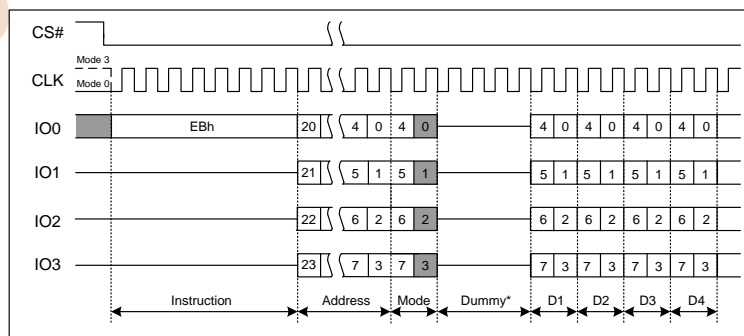 CS#
Mode 3
CLK
Mode 0
IO0 EBh 20 4 0 4 0 4 0 4 0 4 0 4 0
IO1 21 5 1 5 1 5 1 5 1 5 1 5 1
IO2 22 6 2 6 2 6 2 6 2 6 2 6 2
IO3 23 7 3 7 3 7 3 7 3 7 3 7 3
Instruction Address Mode Dummy* D1 D2 D3 D4